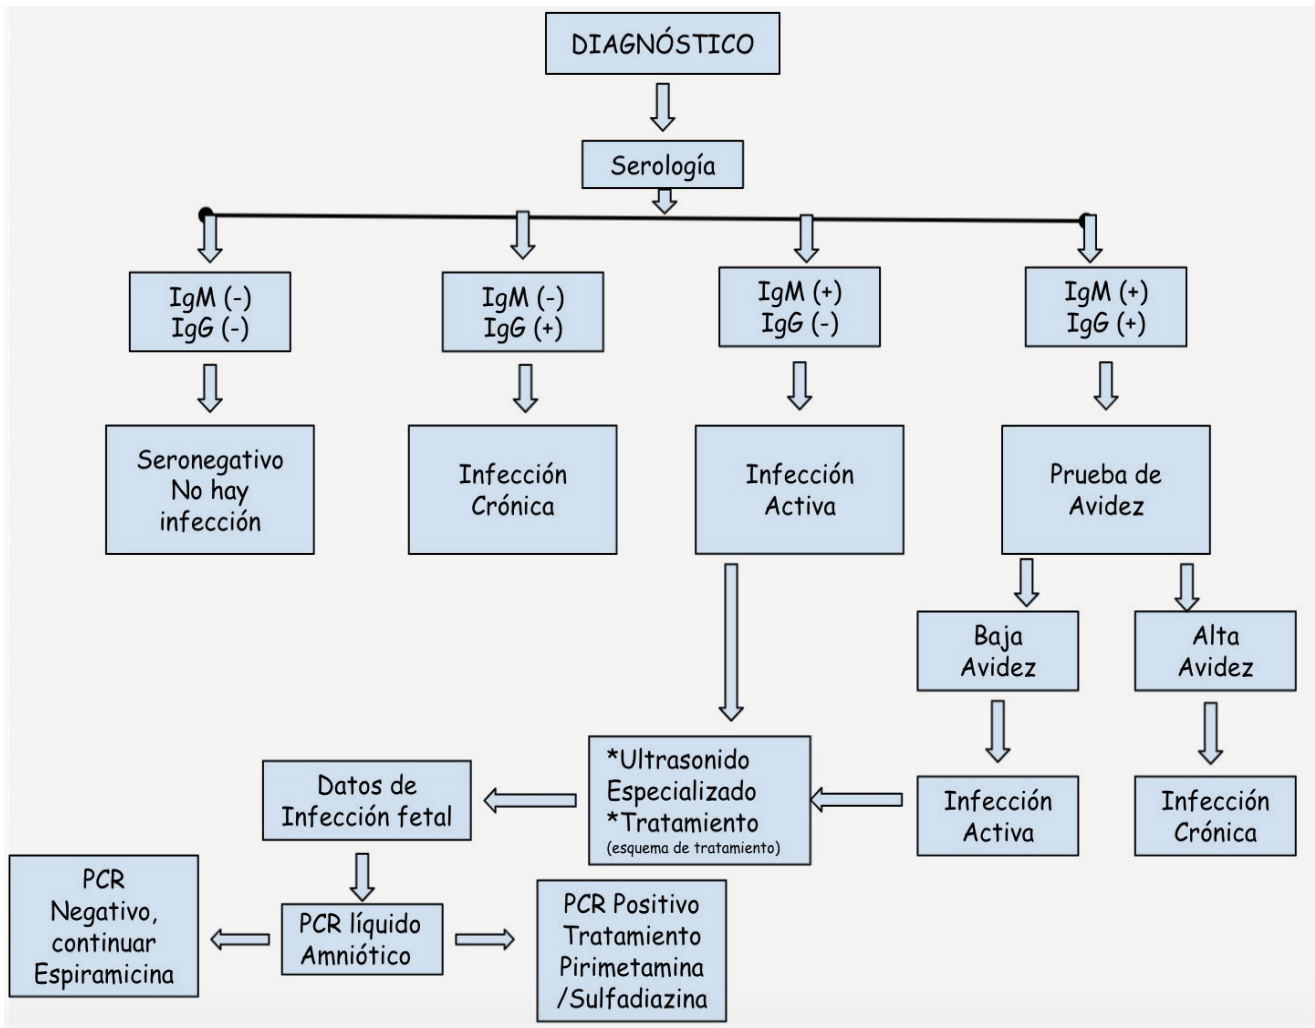 DIAGNÓSTICO
Serología
IgM (-)
IgG (-)
IgM (-)
IgG (+)
IgM (+)
IgG (-)
IgM (+)
IgG (+)
Seronegativo
No hay
infección
Infección
Crónica
Infección
Activa
Prueba de
Avidez
Baja
Avidez
Alta
Avidez
Infección
Activa
Infección
Crónica
*Ultrasonido
Especializado
*Tratamiento
(esquema de tratamiento)
Datos de
Infección fetal
PCR líquido
Amniótico
PCR
Negativo,
continuar
Espiramicina
PCR Positivo
Tratamiento
Pirimetamina
/Sulfadiazina